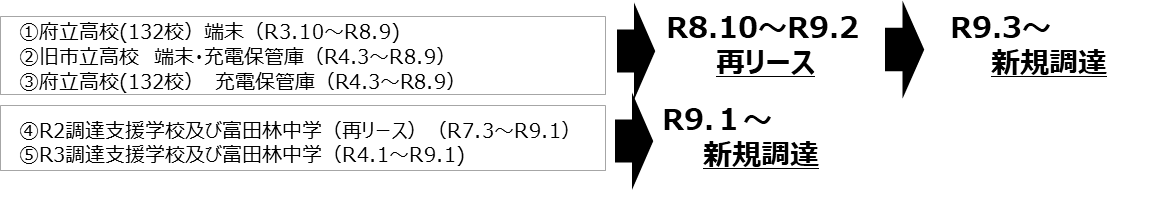 ①府立高校(132校）端末（R3.10～R8.9)
②旧市立高校　端末・充電保管庫（R4.3～R8.9）
③府立高校(132校）　充電保管庫（R4.3～R8.9）
R8.10～R9.2
再リース
R9.3～
新規調達
④R2調達支援学校及び富田林中学（再リース）（R7.3～R9.1）
⑤R3調達支援学校及び富田林中学（R4.1～R9.1)
R9.１～
新規調達